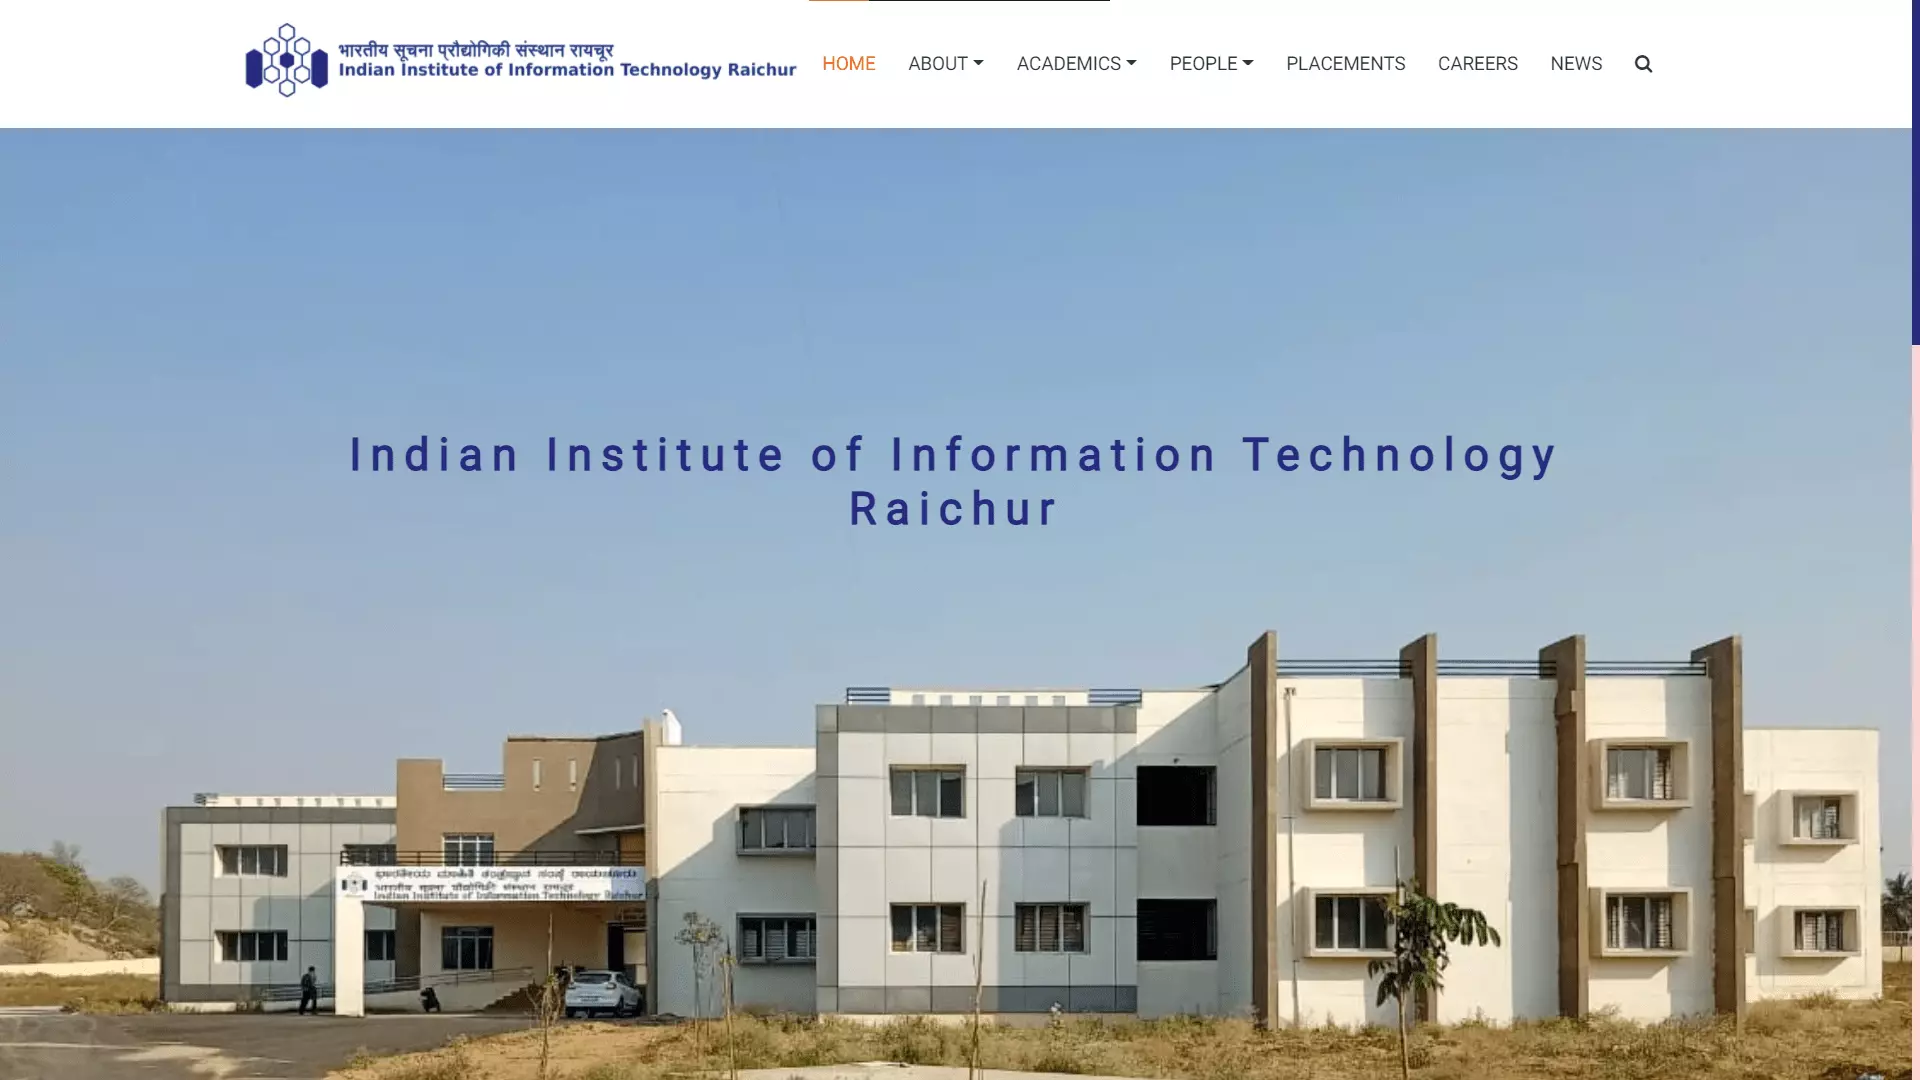 भारतीय सूचना प्रौद्योगिकी संस्थान रायचूर
Indian Institute of Information Technology Raichur
HOME ABOUT ACADEMICS PEOPLE PLACEMENTS CAREERS NEWS
Indian Institute of Information Technology
Raichur
भारतीय सूचना प्रौद्योगिकी संस्थान रायचूर
Indian Institute of Information Technology Raichur